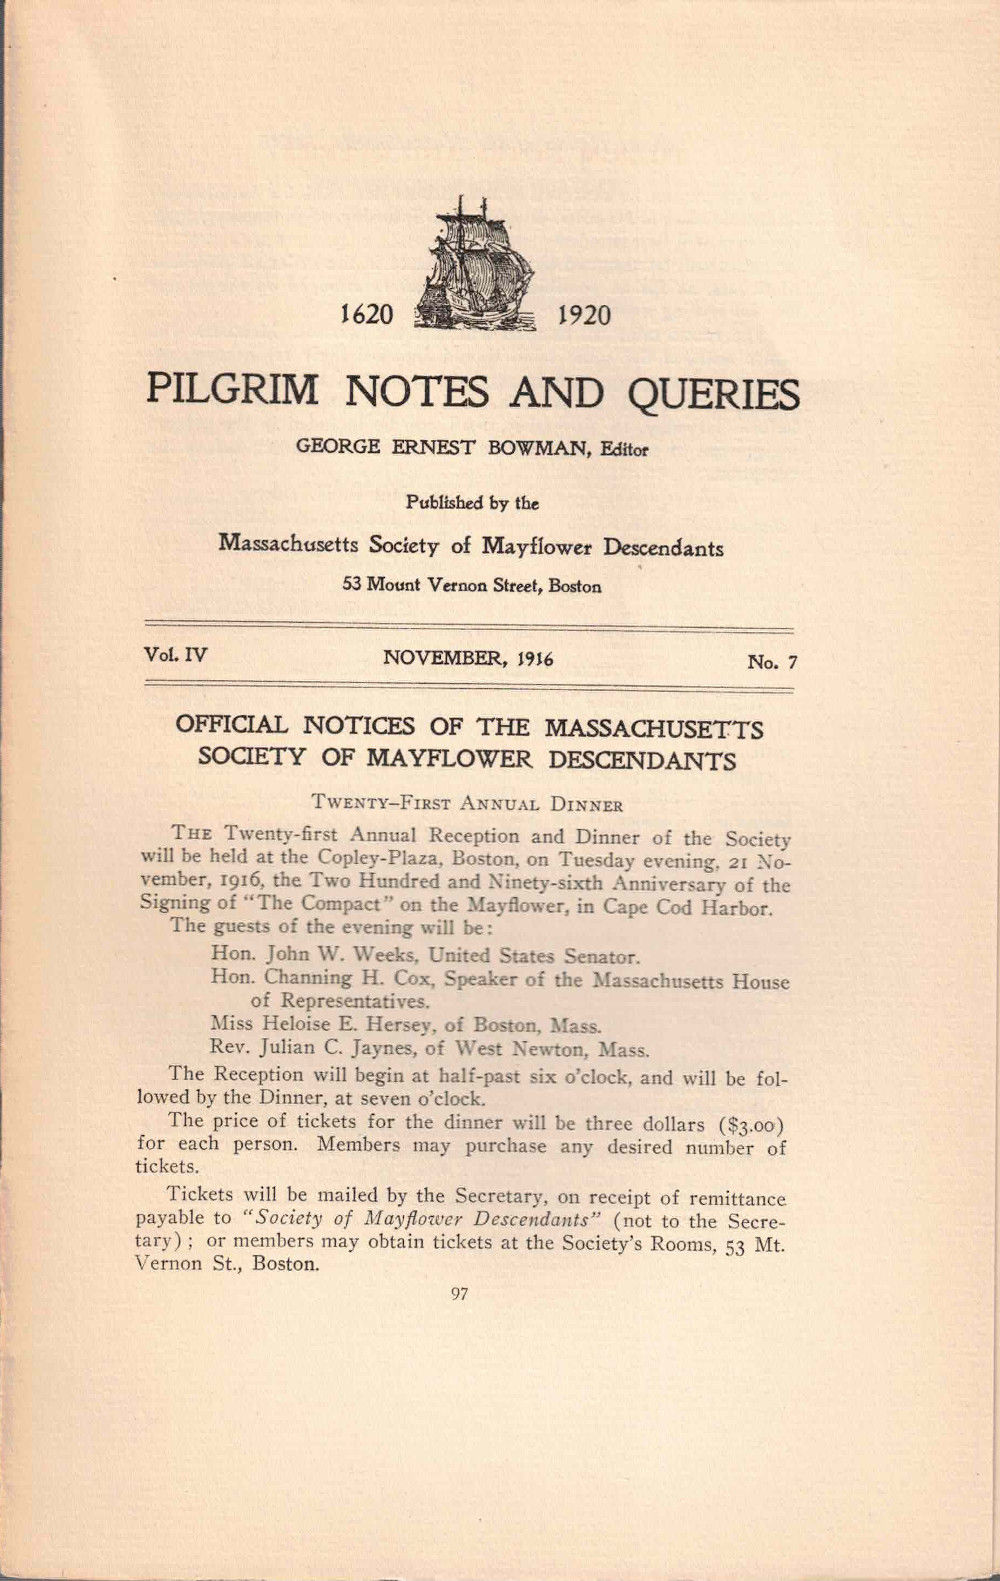 1620 1920
PILGRIM NOTES AND QUERIES
GEORGE ERNEST BOWMAN, Editor
Published by the
Massachusetts Society of Mayflower Descendants
53 Mount Vernon Street, Boston
Vol. IV NOVEMBER, 1916 No. 7
OFFICIAL NOTICES OF THE MASSACHUSETTS
SOCIETY OF MAYFLOWER DESCENDANTS
TWENTY–FIRST ANNUAL DINNER
THE Twenty-first Annual Reception and Dinner of the Society
will be held at the Copley-Plaza, Boston, on Tuesday evening, 21 No-
vember, 1916, the Two Hundred and Ninety-sixth Anniversary of the
Signing of “The Compact” on the Mayflower, in Cape Cod Harbor.
The guests of the evening will be:
Hon. John W. Weeks, United States Senator.
Hon. Channing H. Cox, Speaker of the Massachusetts House
of Representatives.
Miss Heloise E. Hersey, of Boston, Mass.
Rev. Julian C. Jaynes, of West Newton, Mass.
The Reception will begin at half-past six o’clock, and will be fol-
lowed by the Dinner, at seven o’clock.
The price of tickets for the dinner will be three dollars ($3.00)
for each person. Members may purchase any desired number of
tickets.
Tickets will be mailed by the Secretary, on receipt of remittance
payable to “Society of Mayflower Descendants” (not to the Secre-
tary) ; or members may obtain tickets at the Society’s Rooms, 53 Mt.
Vernon St., Boston.
97